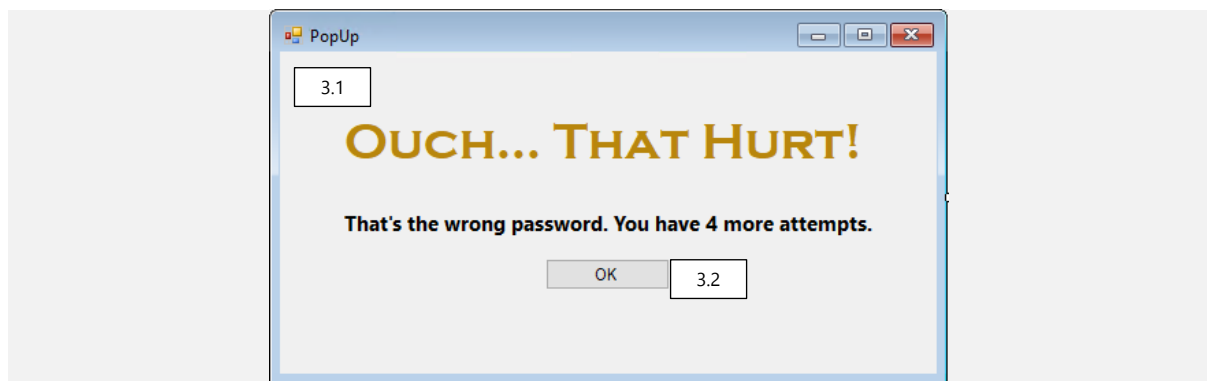 PopUp
3.1
Ouch... That Hurt!
That's the wrong password. You have 4 more attempts.
OK
3.2